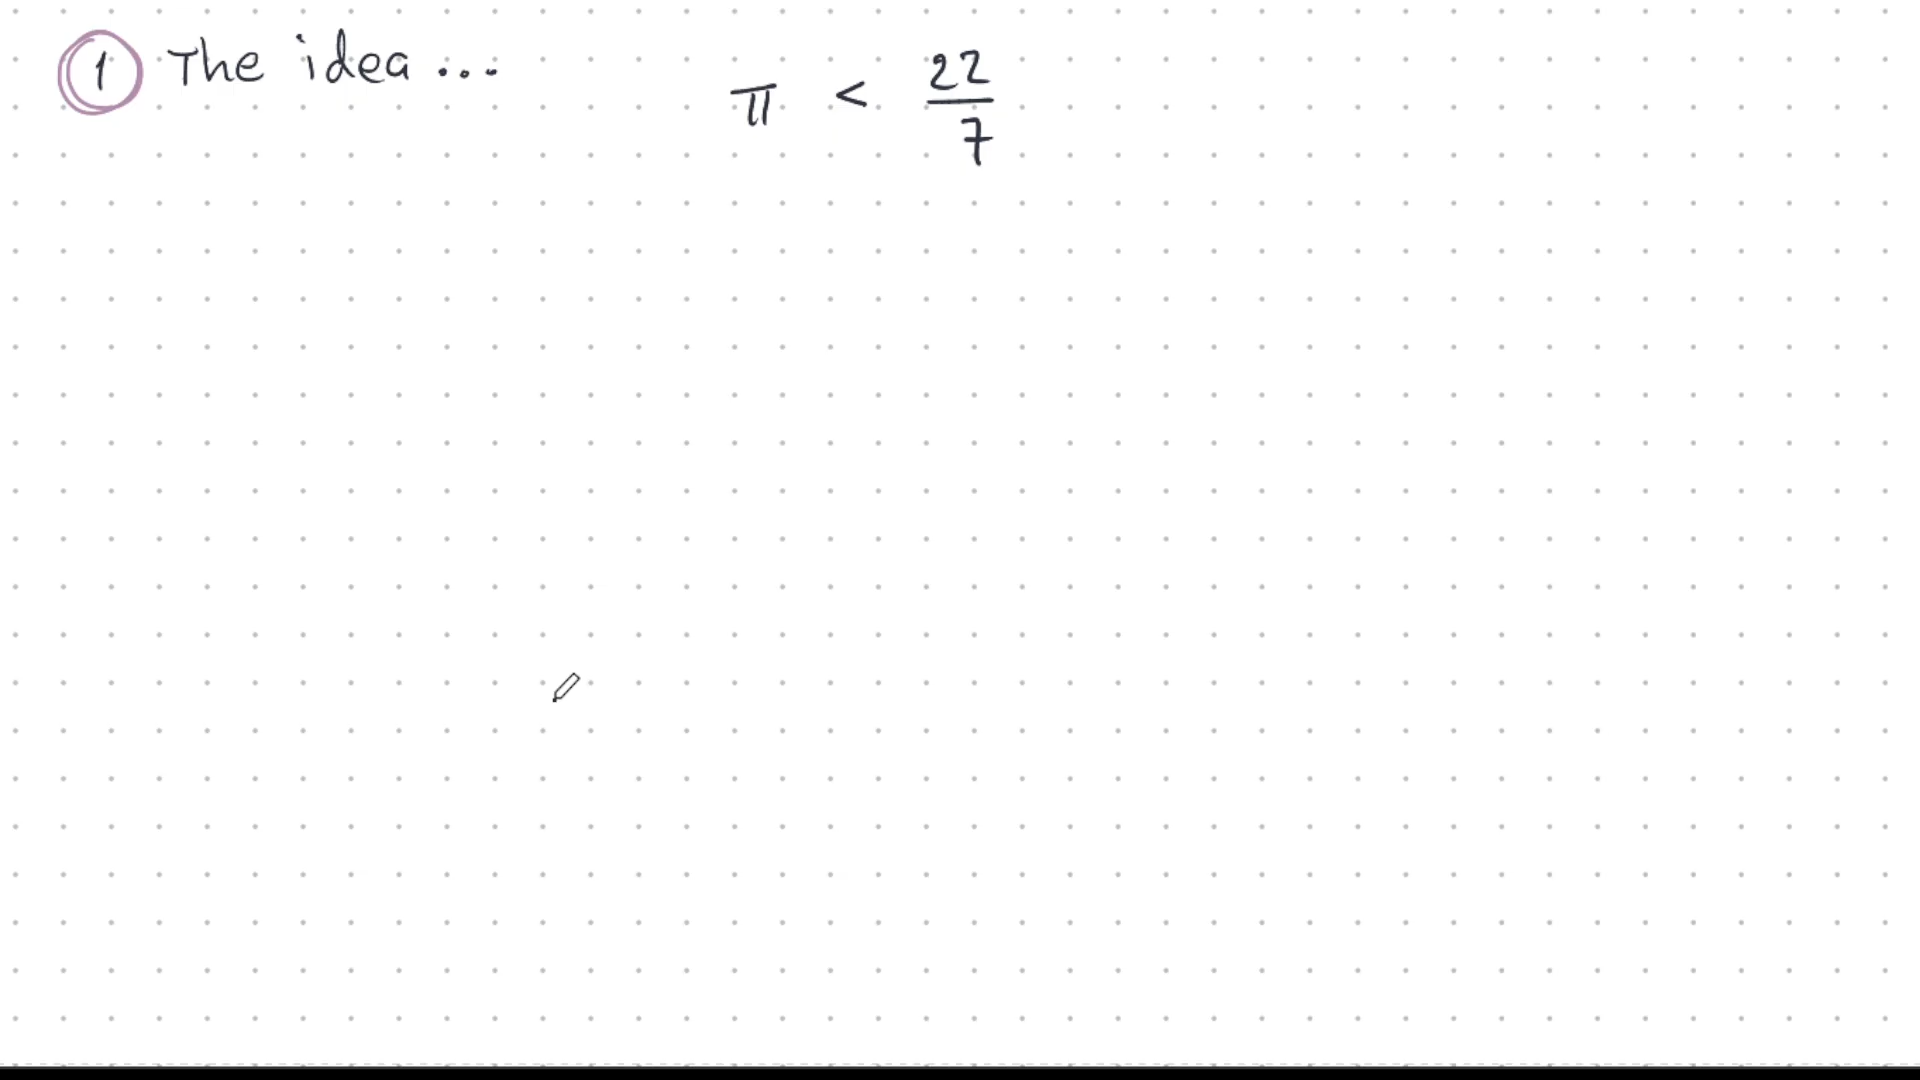 1 The idea ...
π < 22/7